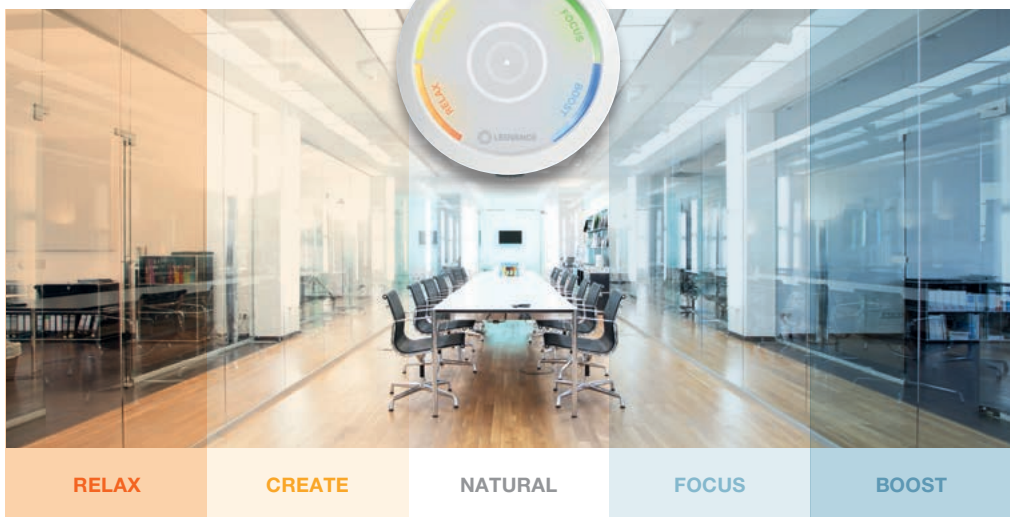 FOCUS
RELAX
BOOST
LEDVANCE
RELAX
CREATE
NATURAL
FOCUS
BOOST